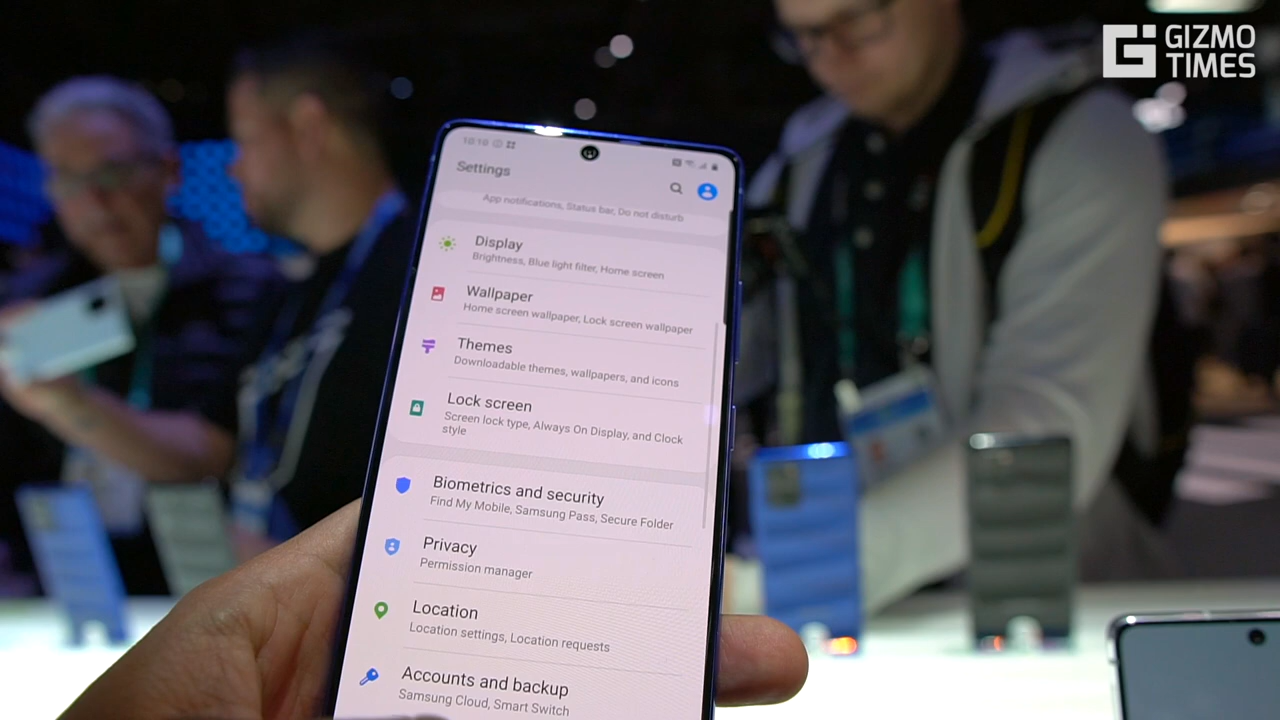 GIZMO
TIMES
10:10
Settings
App notifications, Status bar, Do not disturb
Display
Brightness, Blue light filter, Home screen
Wallpaper
Home screen wallpaper, Lock screen wallpaper
Themes
Downloadable themes, wallpapers, and icons
Lock screen
Screen lock type, Always On Display, and Clock
style
Biometrics and security
Find My Mobile, Samsung Pass, Secure Folder
Privacy
Permission manager
Location
Location settings, Location requests
Accounts and backup
Samsung Cloud, Smart Switch